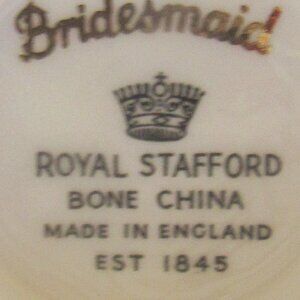 Bridesmaid
ROYAL STAFFORD
BONE CHINA
MADE IN ENGLAND
EST 1845